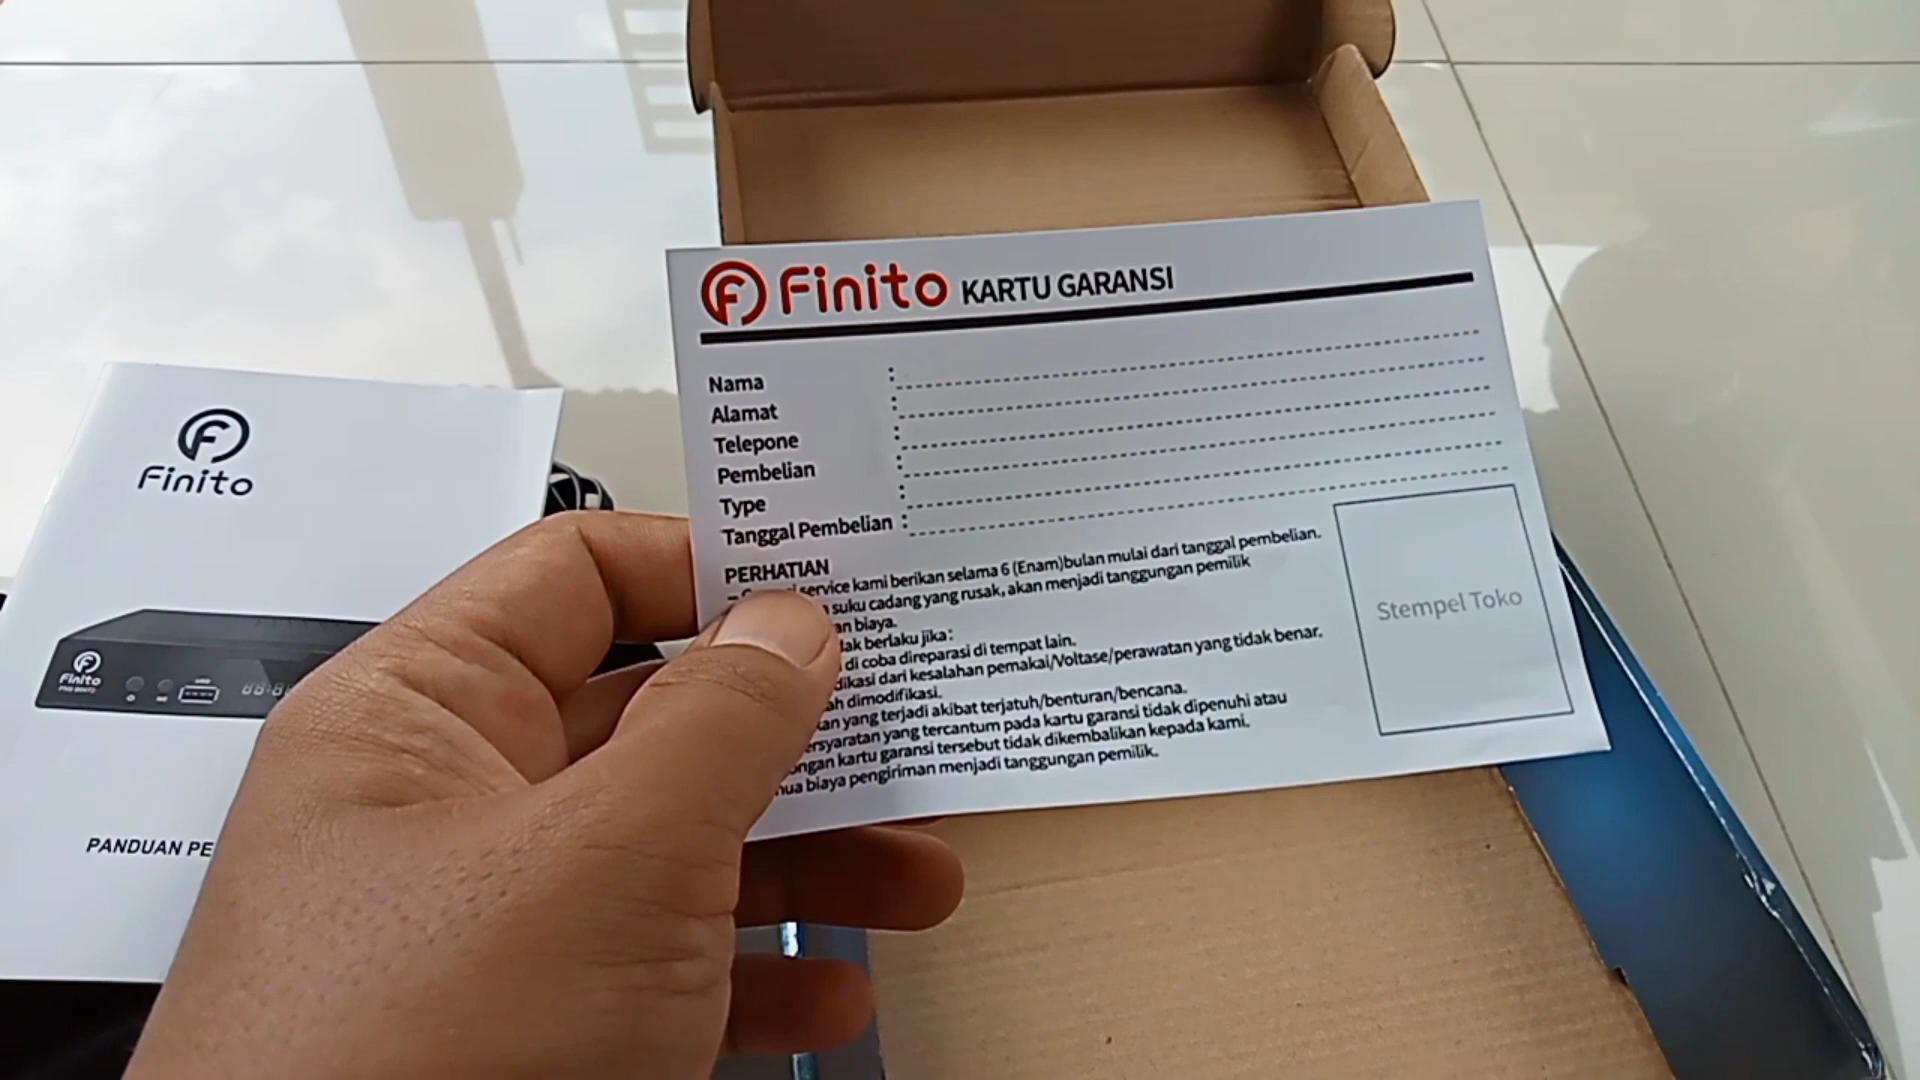 Finito KARTU GARANSI
Nama :
Alamat :
Telepone :
Pembelian :
Type :
Tanggal Pembelian :
PERHATIAN
service kami berikan selama 6 (Enam)bulan mulai dari tanggal pembelian.
suku cadang yang rusak, akan menjadi tanggungan pemilik
biaya.
berlaku jika:
di coba direparasi di tempat lain.
dari kesalahan pemakai/Voltase/perawatan yang tidak benar.
dimodifikasi.
yang terjadi akibat terjatuh/benturan/bencana.
yang tercantum pada kartu garansi tidak dipenuhi atau
kartu garansi tersebut tidak dikembalikan kepada kami.
biaya pengiriman menjadi tanggungan pemilik.
Stempel Toko
Finito
Finito
USB
PANDUAN